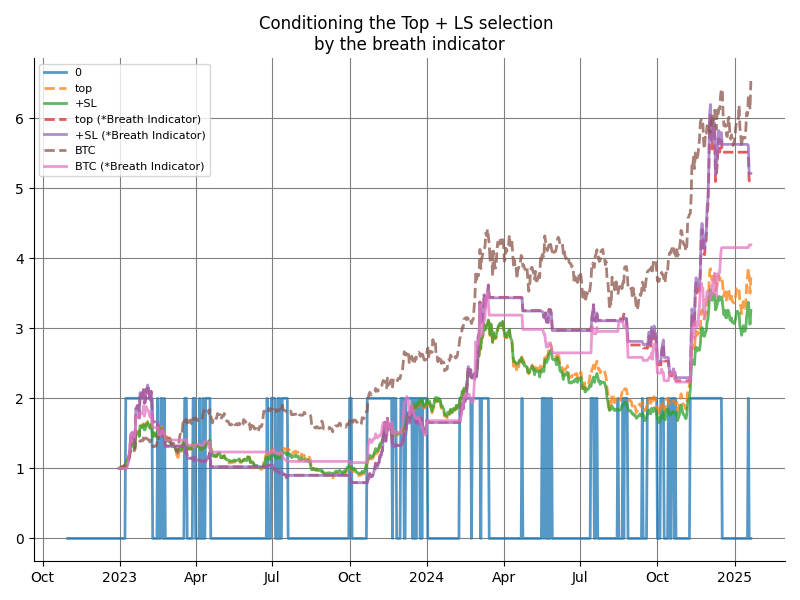 Conditioning the Top + LS selection
by the breath indicator
0
top
+SL
top (*Breath Indicator)
+SL (*Breath Indicator)
BTC
BTC (*Breath Indicator)
6
5
4
3
2
1
0
Oct
2023
Apr
Jul
Oct
2024
Apr
Jul
Oct
2025